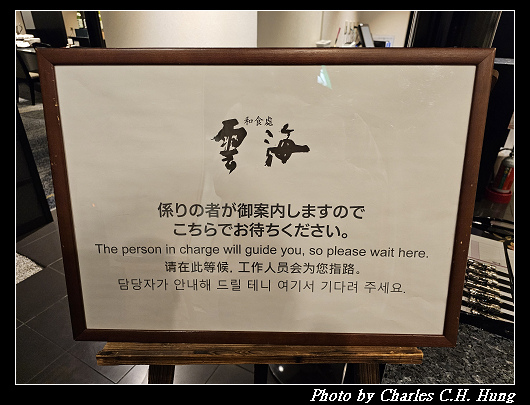 和食處
雲海
係りの者が御案内しますので
こちらでお待ちください。
The person in charge will guide you, so please wait here.
请在此等候, 工作人员会为您指路。
담당자가 안내해 드릴 테니 여기서 기다려 주세요.
Photo by Charles C.H. Hung